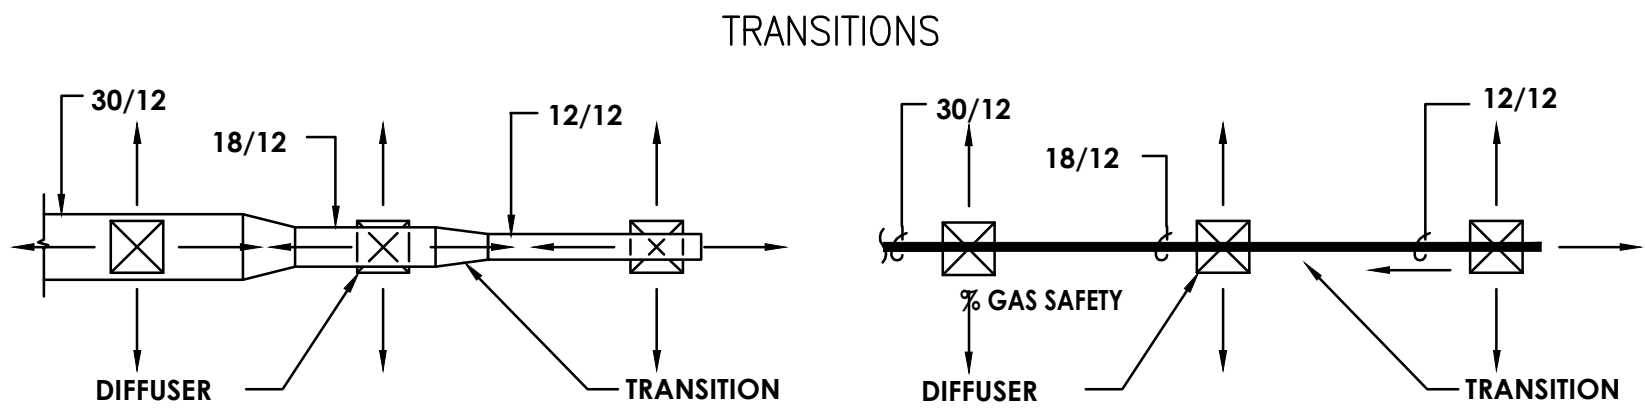 TRANSITIONS
30/12
18/12
12/12
DIFFUSER
TRANSITION
30/12
18/12
12/12
% GAS SAFETY
DIFFUSER
TRANSITION